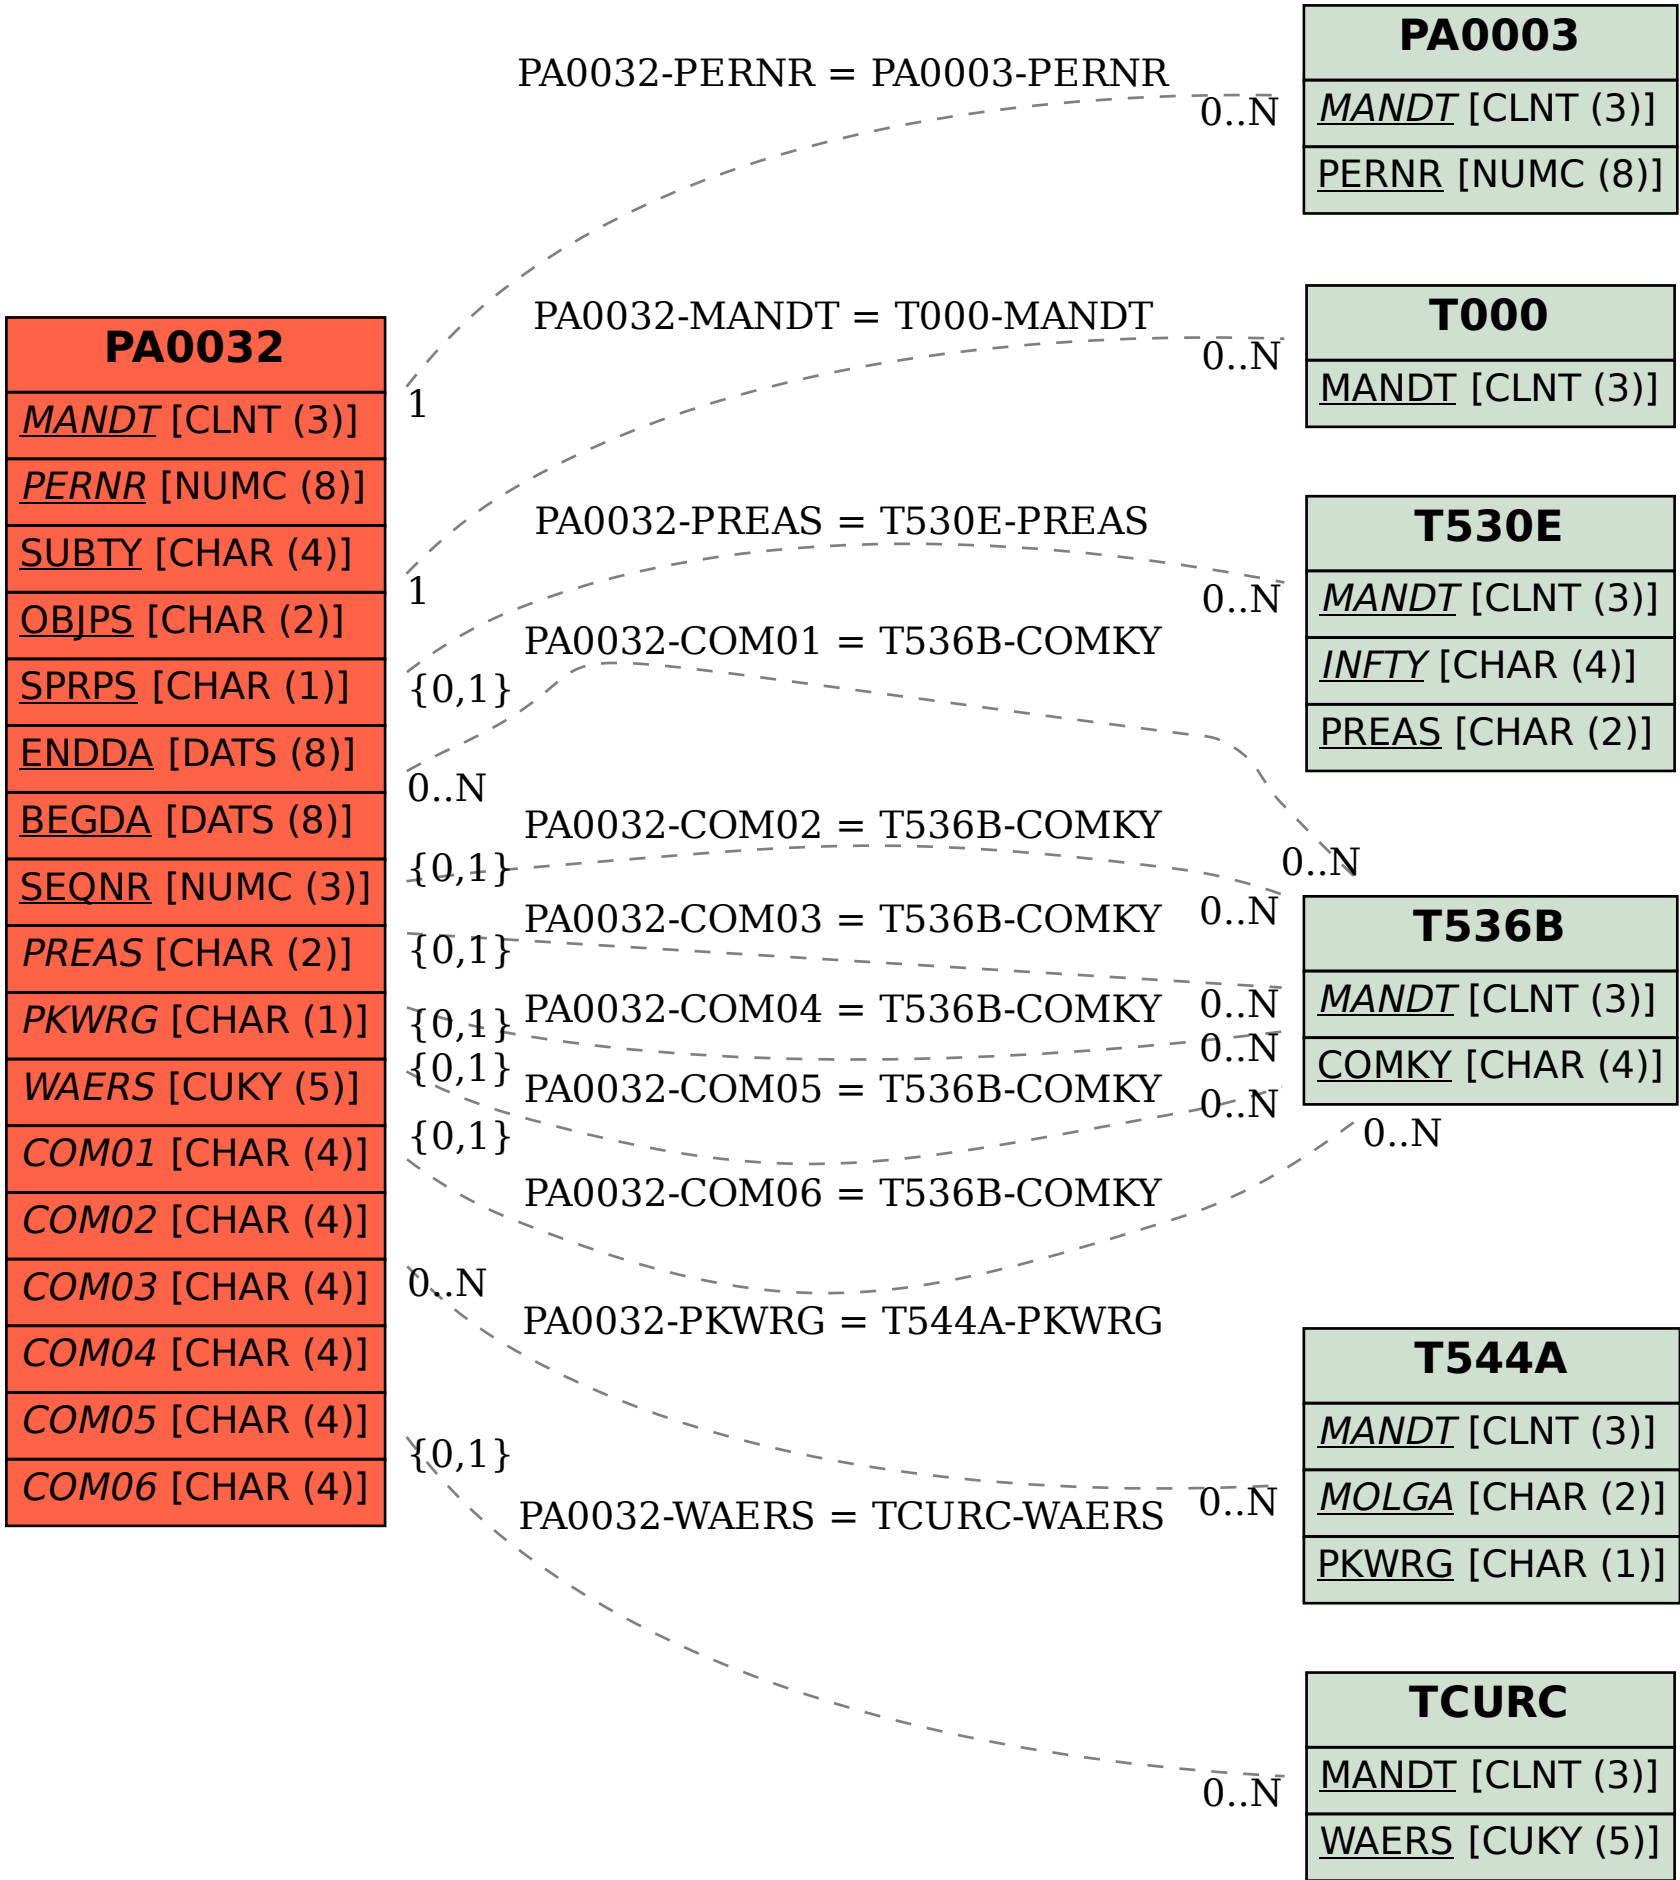 PA0003
MANDT [CLNT (3)]
PERNR [NUMC (8)]
PA0032-PERNR = PA0003-PERNR
0..N
1
T000
MANDT [CLNT (3)]
PA0032-MANDT = T000-MANDT
0..N
1
PA0032
MANDT [CLNT (3)]
PERNR [NUMC (8)]
SUBTY [CHAR (4)]
OBJPS [CHAR (2)]
SPRPS [CHAR (1)]
ENDDA [DATS (8)]
BEGDA [DATS (8)]
SEQNR [NUMC (3)]
PREAS [CHAR (2)]
PKWRG [CHAR (1)]
WAERS [CUKY (5)]
COM01 [CHAR (4)]
COM02 [CHAR (4)]
COM03 [CHAR (4)]
COM04 [CHAR (4)]
COM05 [CHAR (4)]
COM06 [CHAR (4)]
PA0032-PREAS = T530E-PREAS
0..N
{0,1}
T530E
MANDT [CLNT (3)]
INFTY [CHAR (4)]
PREAS [CHAR (2)]
PA0032-COM01 = T536B-COMKY
0..N
0..N
PA0032-COM02 = T536B-COMKY
{0,1}
0..N
PA0032-COM03 = T536B-COMKY
{0,1}
0..N
PA0032-COM04 = T536B-COMKY
{0,1}
0..N
PA0032-COM05 = T536B-COMKY
{0,1}
0..N
PA0032-COM06 = T536B-COMKY
{0,1}
0..N
T536B
MANDT [CLNT (3)]
COMKY [CHAR (4)]
PA0032-PKWRG = T544A-PKWRG
0..N
0..N
T544A
MANDT [CLNT (3)]
MOLGA [CHAR (2)]
PKWRG [CHAR (1)]
PA0032-WAERS = TCURC-WAERS
{0,1}
0..N
TCURC
MANDT [CLNT (3)]
WAERS [CUKY (5)]